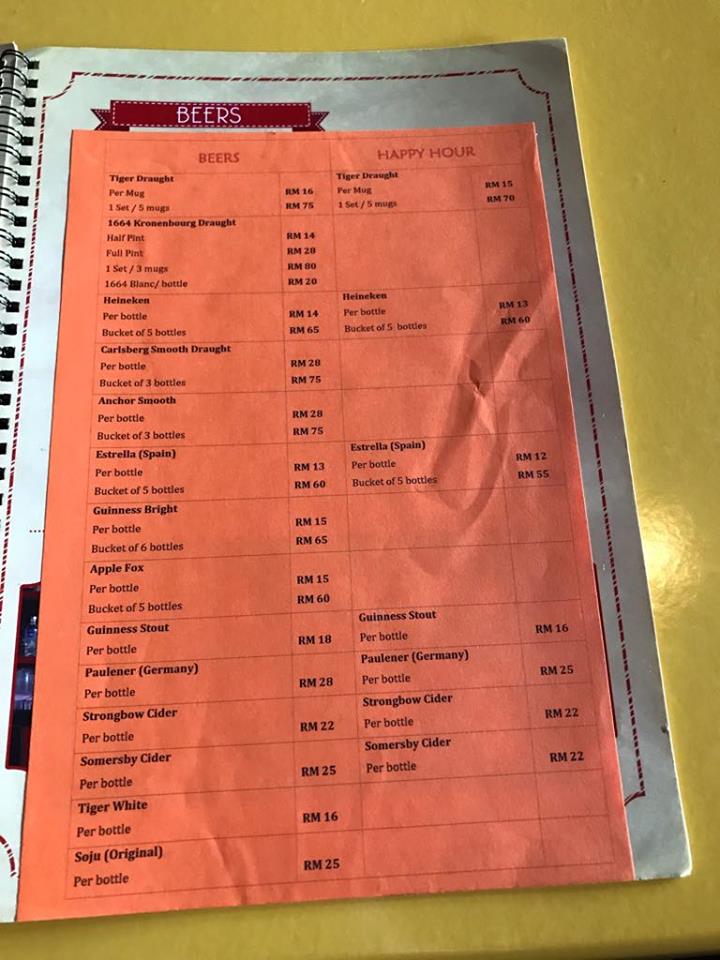 BEERS
BEERS HAPPY HOUR
Tiger Draught Tiger Draught
Per Mug RM 16 Per Mug RM 15
1 Set / 5 mugs RM 75 1 Set / 5 mugs RM 70
1664 Kronenbourg Draught
Half Pint RM 14
Full Pint RM 28
1 Set / 3 mugs RM 80
1664 Blanc/ bottle RM 20
Heineken Heineken
Per bottle RM 14 Per bottle RM 13
Bucket of 5 bottles RM 65 Bucket of 5 bottles RM 60
Carlsberg Smooth Draught
Per bottle RM 28
Bucket of 3 bottles RM 75
Anchor Smooth
Per bottle RM 28
Bucket of 3 bottles RM 75
Estrella (Spain) Estrella (Spain)
Per bottle RM 13 Per bottle RM 12
Bucket of 5 bottles RM 60 Bucket of 5 bottles RM 55
Guinness Bright
Per bottle RM 15
Bucket of 6 bottles RM 65
Apple Fox
Per bottle RM 15
Bucket of 5 bottles RM 60
Guinness Stout Guinness Stout
Per bottle RM 18 Per bottle RM 16
Paulener (Germany) Paulener (Germany)
Per bottle RM 28 Per bottle RM 25
Strongbow Cider Strongbow Cider
Per bottle RM 22 Per bottle RM 22
Somersby Cider Somersby Cider
Per bottle RM 25 Per bottle RM 22
Tiger White
Per bottle RM 16
Soju (Original)
Per bottle RM 25